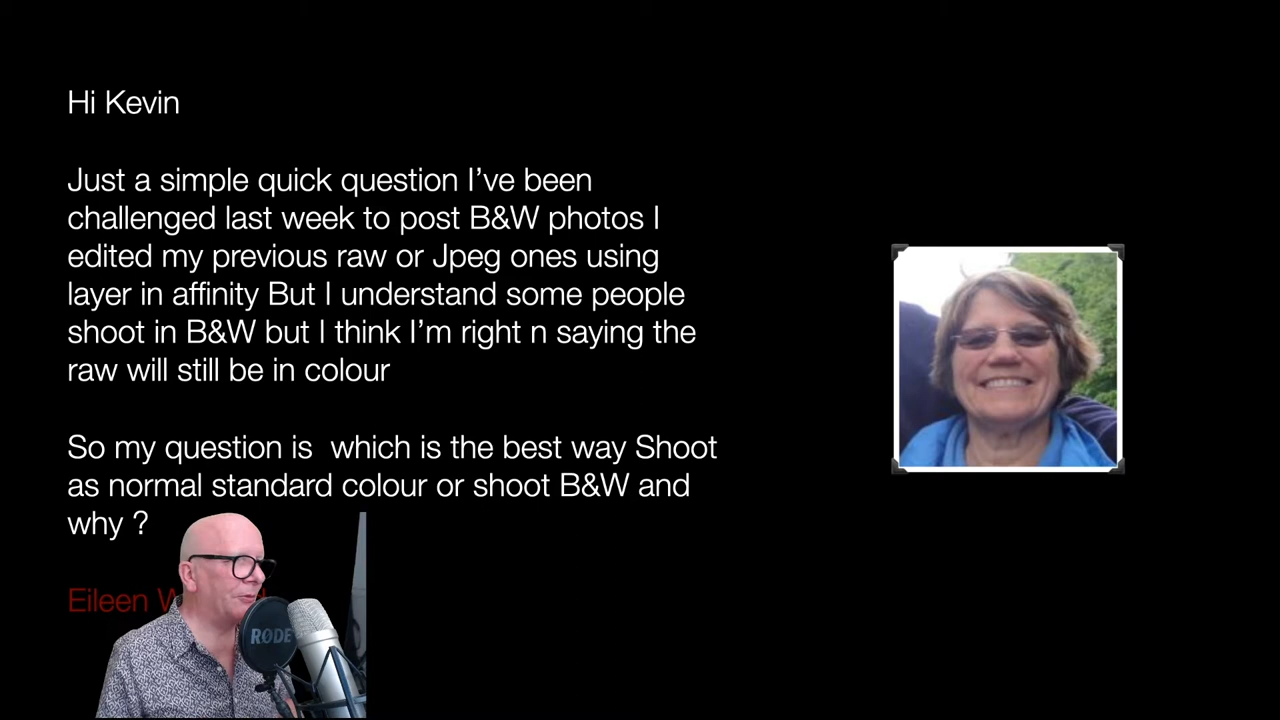 Hi Kevin
Just a simple quick question I’ve been
challenged last week to post B&W photos I
edited my previous raw or Jpeg ones using
layer in affinity But I understand some people
shoot in B&W but I think I’m right n saying the
raw will still be in colour
So my question is  which is the best way Shoot
as normal standard colour or shoot B&W and
why ?
Eileen
RØDE